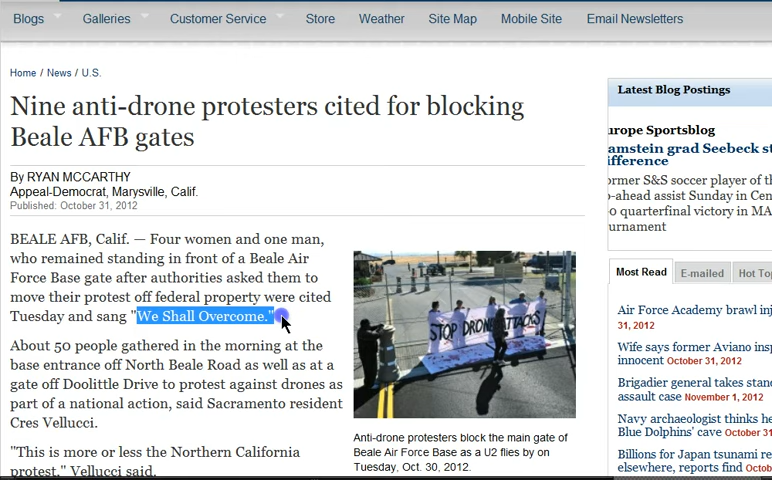 Blogs Galleries Customer Service Store Weather Site Map Mobile Site Email Newsletters
Home / News / U.S.
Nine anti-drone protesters cited for blocking
Beale AFB gates
By RYAN MCCARTHY
Appeal-Democrat, Marysville, Calif.
Published: October 31, 2012
BEALE AFB, Calif. — Four women and one man,
who remained standing in front of a Beale Air
Force Base gate after authorities asked them to
move their protest off federal property were cited
Tuesday and sang "We Shall Overcome."
About 50 people gathered in the morning at the
base entrance off North Beale Road as well as at a
gate off Doolittle Drive to protest against drones as
part of a national action, said Sacramento resident
Cres Vellucci.
"This is more or less the Northern California
protest," Vellucci said.
STOP DRONE ATTACKS
Anti-drone protesters block the main gate of
Beale Air Force Base as a U2 flies by on
Tuesday, Oct. 30, 2012.
Latest Blog Postings
urope Sportsblog
amstein grad Seebeck st
ifference
ormer S&S soccer player of th
o-ahead assist Sunday in Cen
0 quarterfinal victory in MA
urnament
Most Read E-mailed Hot Top
Air Force Academy brawl inj
31, 2012
Wife says former Aviano insp
innocent October 31, 2012
Brigadier general takes stand
assault case November 1, 2012
Navy archaeologist thinks he
Blue Dolphins' cave October 31
Billions for Japan tsunami re
elsewhere, reports find Octob